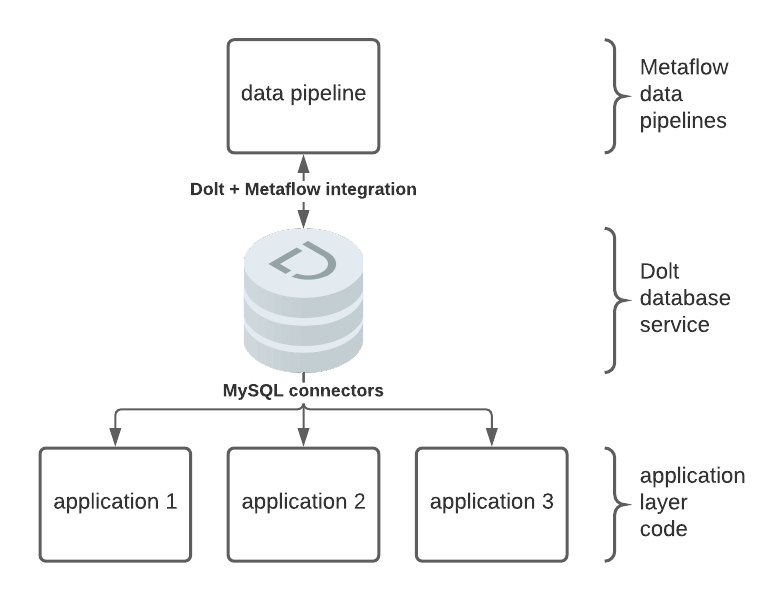 data pipeline
Metaflow
data
pipelines
Dolt + Metaflow integration
Dolt
database
service
MySQL connectors
application 1
application 2
application 3
application
layer
code